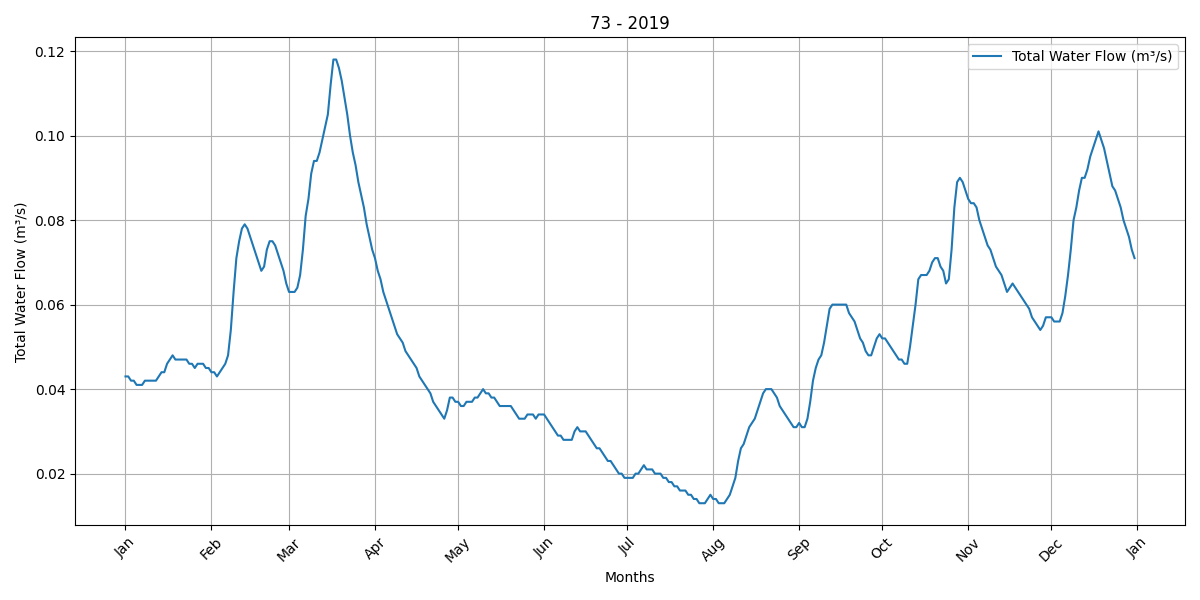 73 - 2019
Total Water Flow (m³/s)
0.12
0.10
0.08
0.06
0.04
0.02
Total Water Flow (m³/s)
Jan
Feb
Mar
Apr
May
Jun
Jul
Aug
Sep
Oct
Nov
Dec
Jan
Months